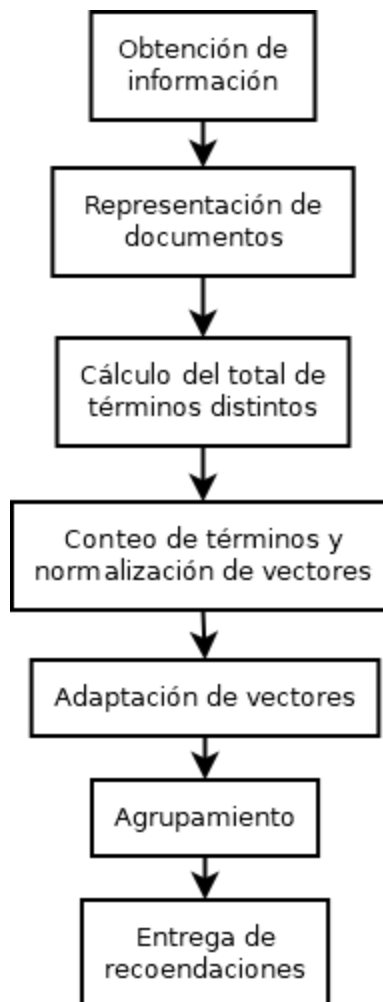 Obtención de
información
Representación de
documentos
Cálculo del total de
términos distintos
Conteo de términos y
normalización de vectores
Adaptación de vectores
Agrupamiento
Entrega de
recoendaciones